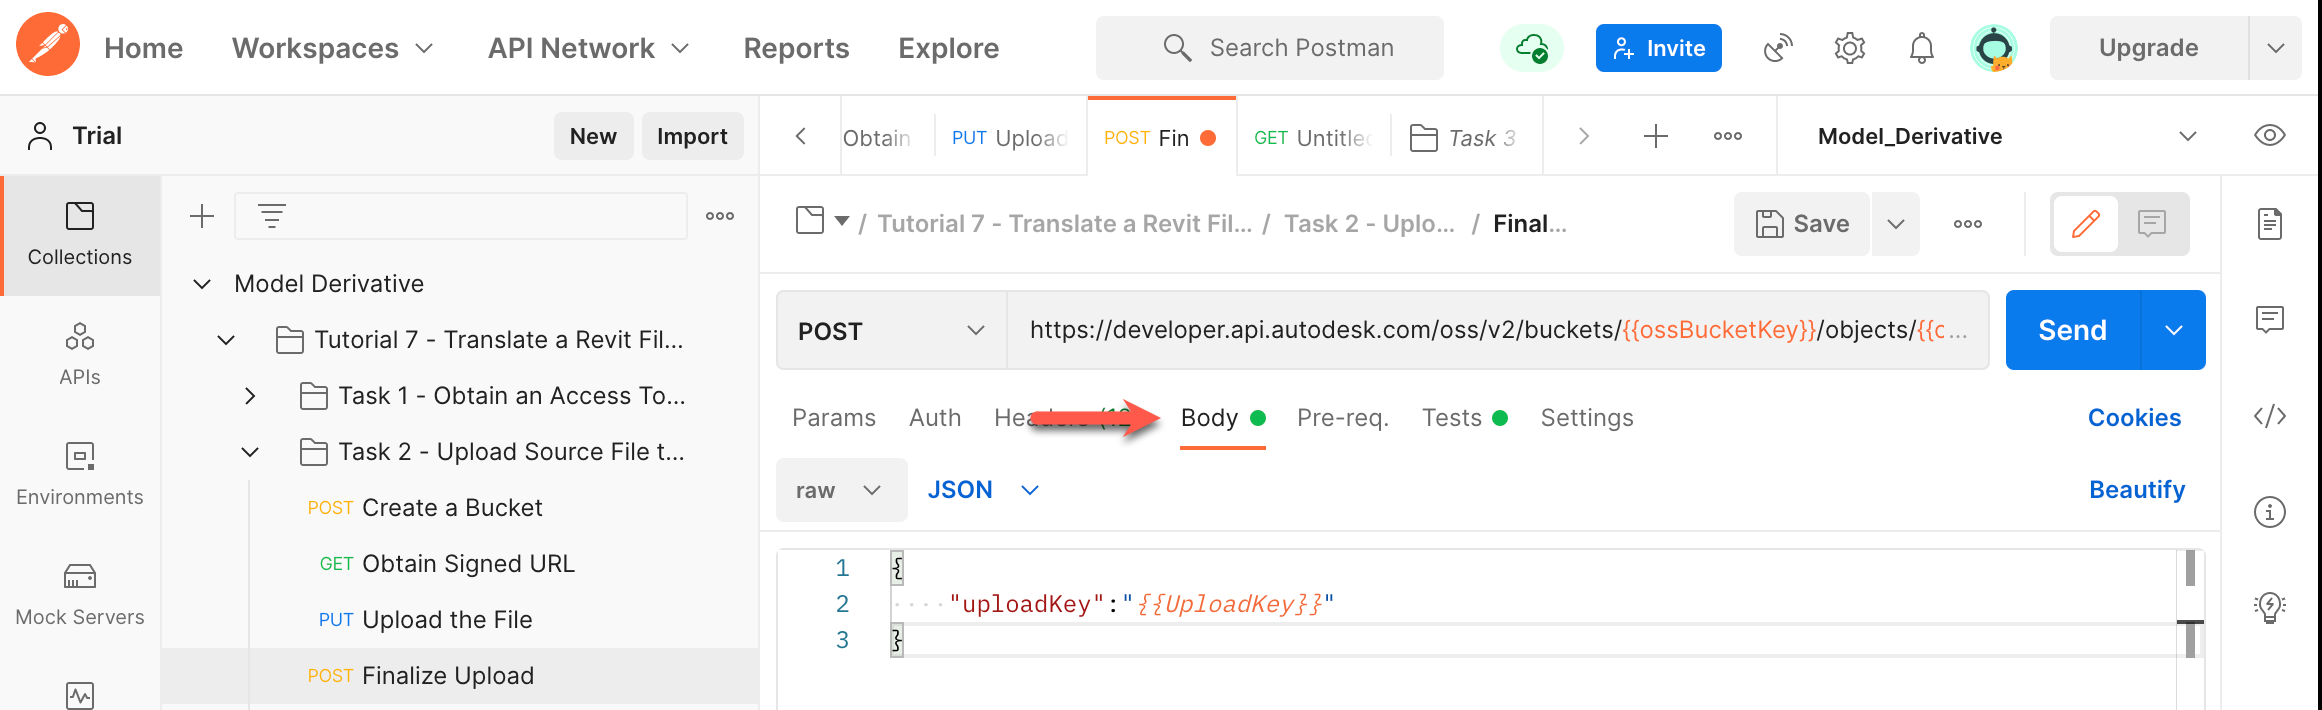 Home Workspaces API Network Reports Explore Search Postman Invite Upgrade
Trial New Import
Obtain PUT Upload POST Fin GET Untitled Task 3 Model_Derivative
Collections
/ Tutorial 7 - Translate a Revit Fil... / Task 2 - Uplo... / Final... Save
Model Derivative
Tutorial 7 - Translate a Revit Fil...
Task 1 - Obtain an Access To...
Task 2 - Upload Source File t...
POST Create a Bucket
GET Obtain Signed URL
PUT Upload the File
POST Finalize Upload
APIs
Environments
Mock Servers
POST https://developer.api.autodesk.com/oss/v2/buckets/{{ossBucketKey}}/objects/{{c... Send
Params Auth Headers (12 Body Pre-req. Tests Settings Cookies
raw JSON Beautify
1 {
2 ····"uploadKey":"{{UploadKey}}"
3 }